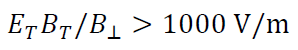 E_T B_T / B_⊥ > 1000 V/m